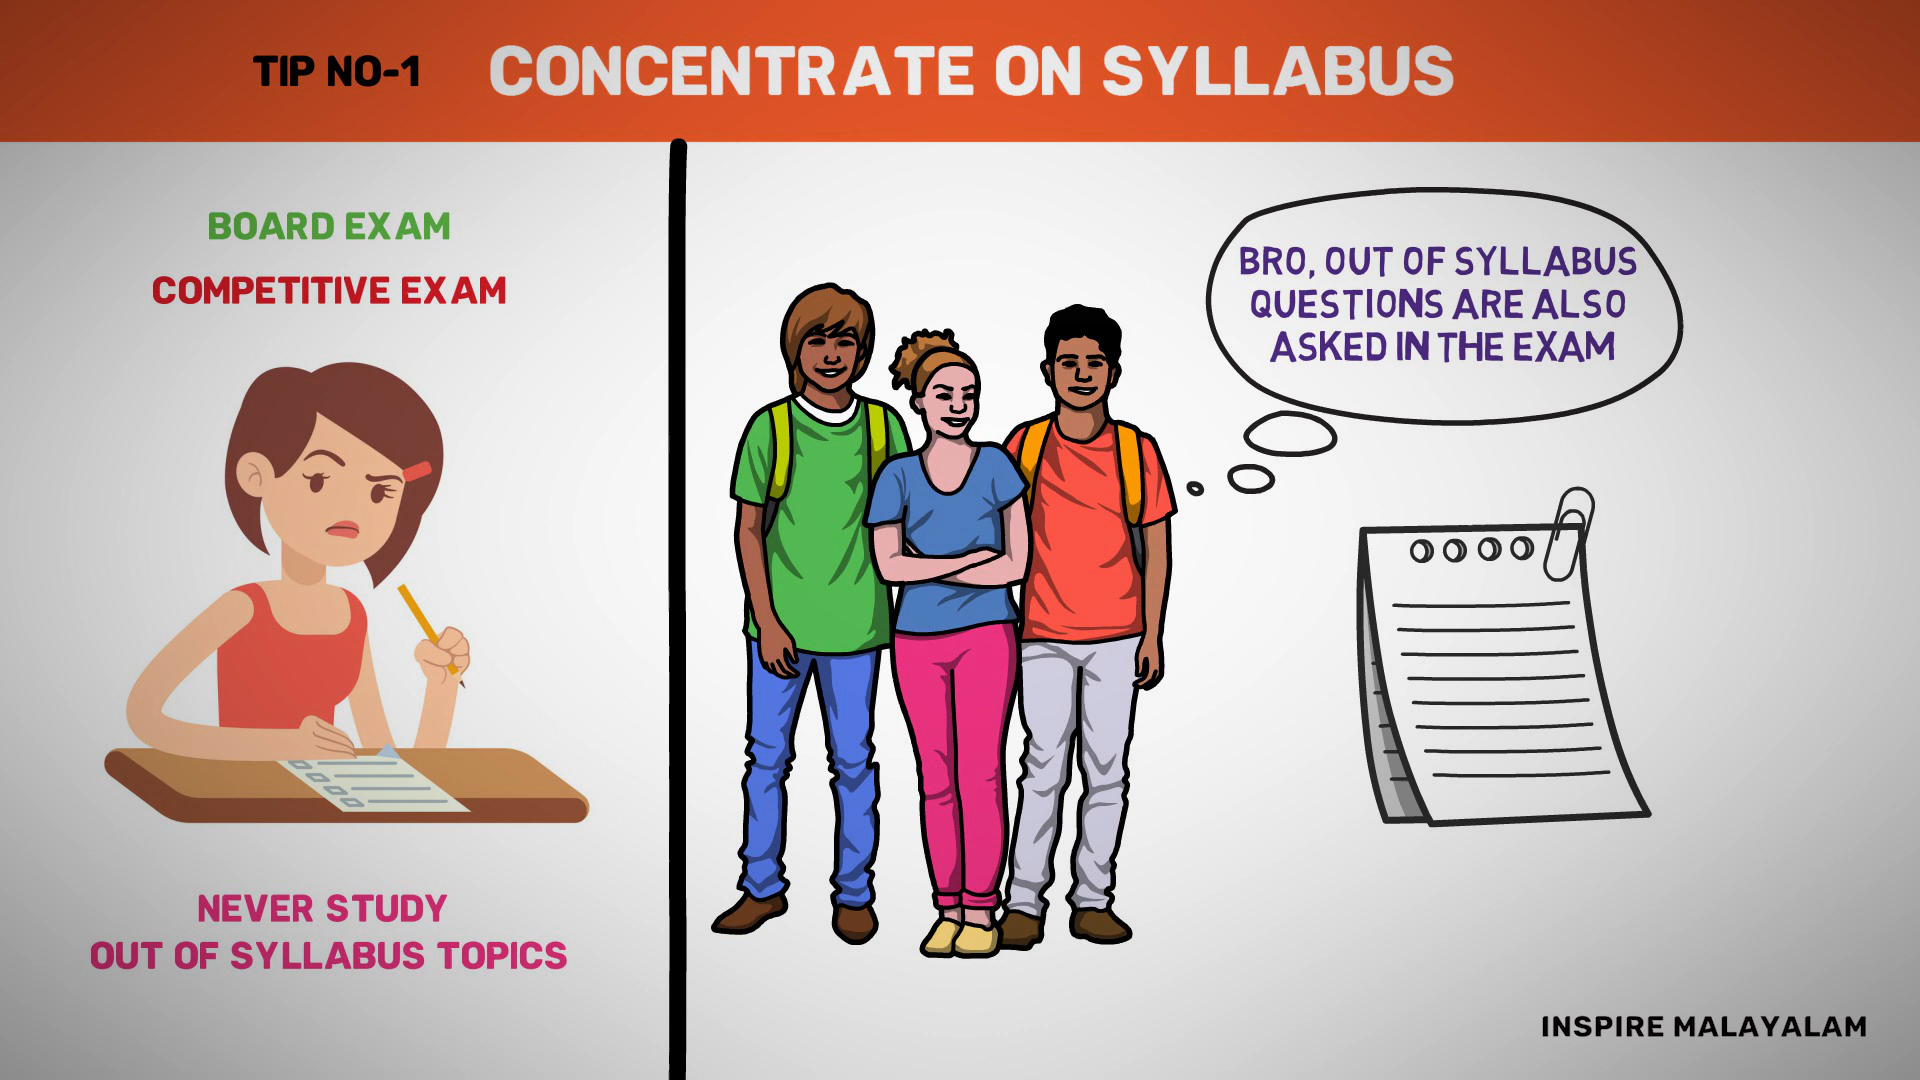 TIP NO-1 CONCENTRATE ON SYLLABUS
BOARD EXAM
COMPETITIVE EXAM
NEVER STUDY
OUT OF SYLLABUS TOPICS
BRO, OUT OF SYLLABUS
QUESTIONS ARE ALSO
ASKED IN THE EXAM
INSPIRE MALAYALAM